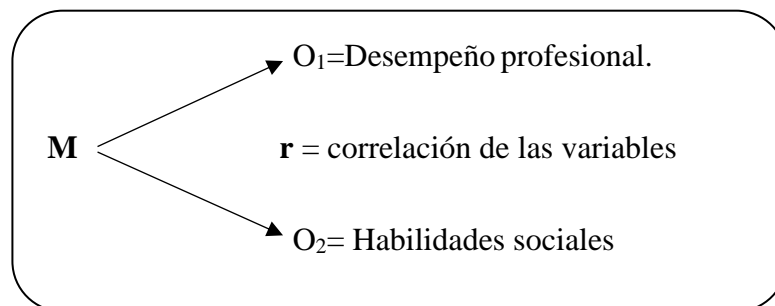 O₁=Desempeño profesional.
M
r = correlación de las variables
O₂= Habilidades sociales